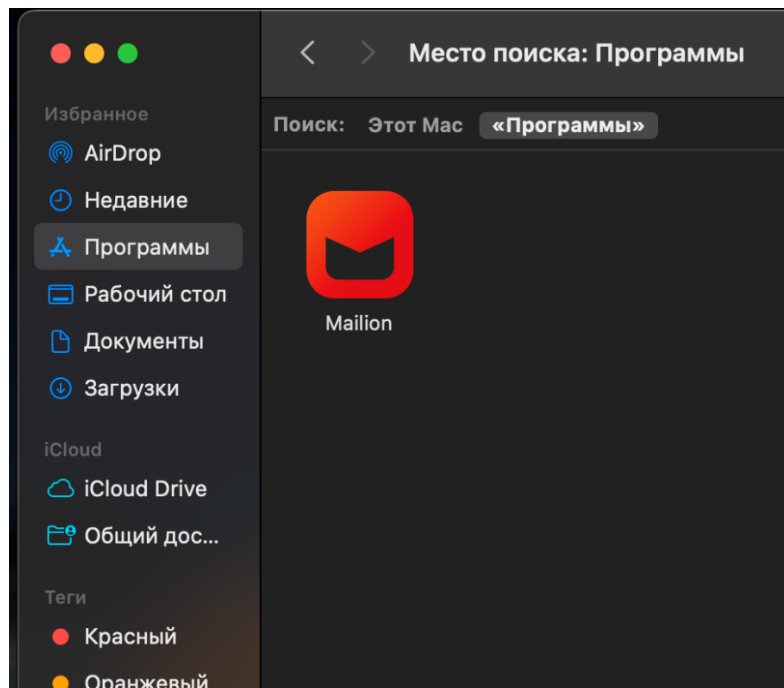 Место поиска: Программы
Избранное
AirDrop
Недавние
Программы
Рабочий стол
Документы
Загрузки
iCloud
iCloud Drive
Общий дос...
Теги
Красный
Оранжевый
Поиск: Этот Mac «Программы»
Mailion